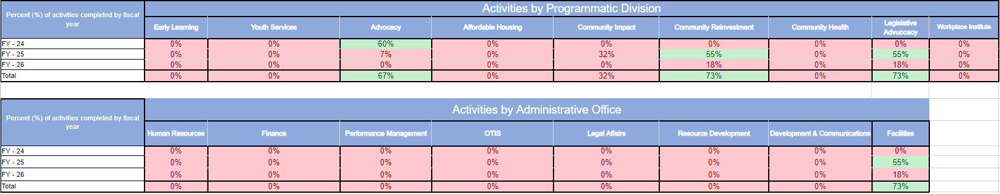 Activities by Programmatic Division
Percent (%) of activities completed by fiscal
year
Early Learning Youth Services Advocacy Affordable Housing Community Impact Community Reinvestment Community Health Legislative Advuocacy Workplace Institute
FY - 24 0% 0% 60% 0% 0% 0% 0% 0% 0%
FY - 25 0% 0% 7% 0% 32% 55% 0% 55% 0%
FY - 26 0% 0% 0% 0% 0% 18% 0% 18% 0%
Total 0% 0% 67% 0% 32% 73% 0% 73% 0%
Activities by Administrative Office
Percent (%) of activities completed by fiscal
year
Human Resources Finance Performance Management OTIS Legal Affairs Resource Development Development & Communications Facilities
FY - 24 0% 0% 0% 0% 0% 0% 0% 0%
FY - 25 0% 0% 0% 0% 0% 0% 0% 55%
FY - 26 0% 0% 0% 0% 0% 0% 0% 18%
Total 0% 0% 0% 0% 0% 0% 0% 73%